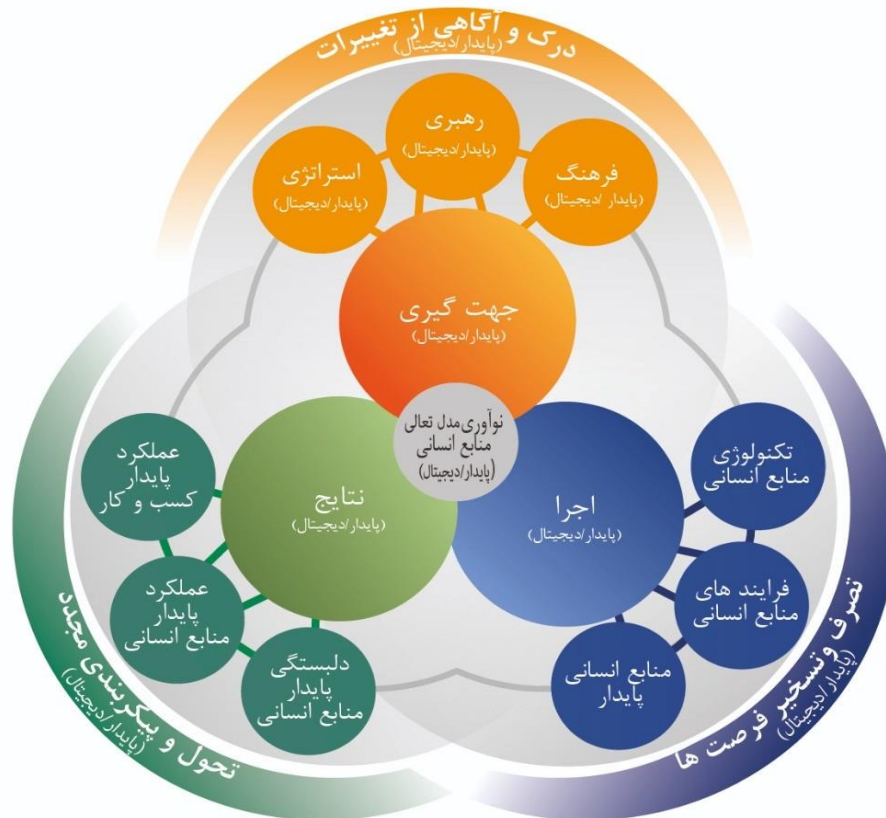 درک و آگاهی از تغییرات
(پایدار/دیجیتال)
رهبری
(پایدار/دیجیتال)
فرهنگ
(پایدار /دیجیتال)
استراتژی
(پایدار/دیجیتال)
جهت گیری
(پایدار/دیجیتال)
نوآوری مدل تعالی
منابع انسانی
(پایدار/دیجیتال)
اجرا
(پایدار/دیجیتال)
تکنولوژی
منابع انسانی
فرایند های
منابع انسانی
منابع انسانی
پایدار
تصرف و تسخیر فرصت ها
(پایدار/دیجیتال)
نتایج
(پایدار/دیجیتال)
عملکرد
پایدار
کسب و کار
عملکرد
پایدار
منابع انسانی
دلبستگی
پایدار
منابع انسانی
تحول و پیکربندی مجدد
(پایدار/دیجیتال)